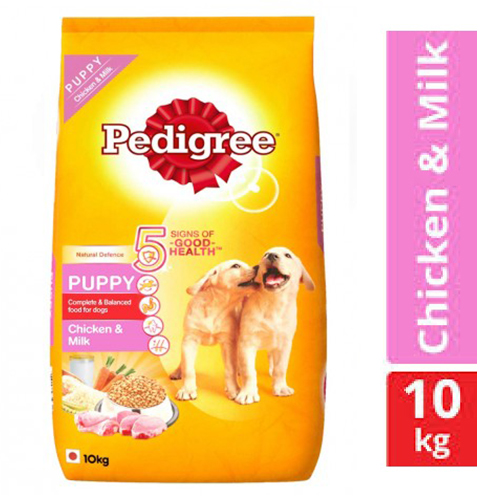 PUPPY
Chicken & Milk
Pedigree
5 SIGNS OF
-GOOD-
HEALTH™
Natural Defence
PUPPY
Complete & Balanced
food for dogs
Chicken &
Milk
10kg
Chicken & Milk
10
kg